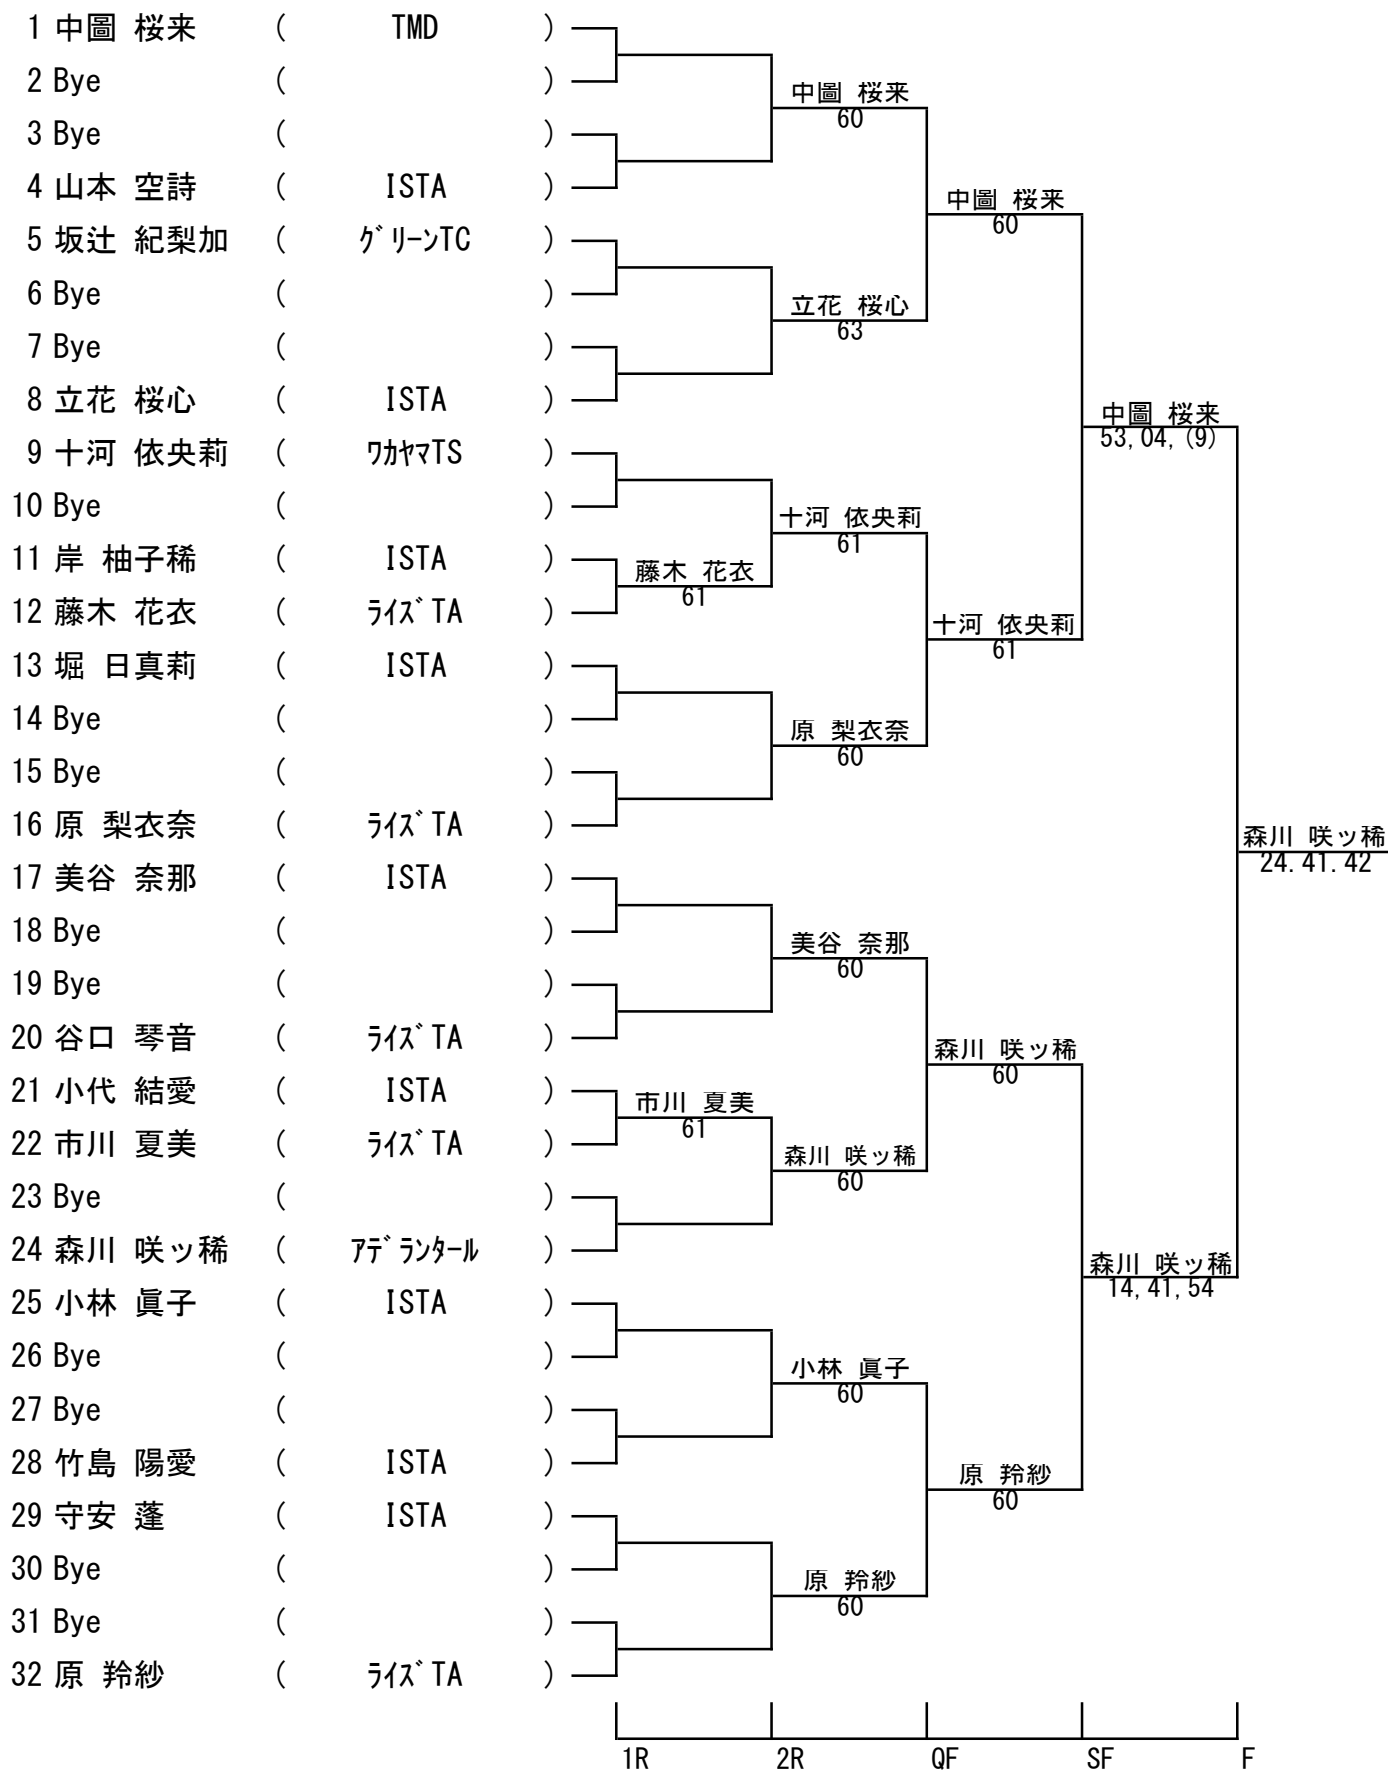 1 中圖 桜来 ( TMD )
2 Bye ( )
中圖 桜来
60
3 Bye ( )
4 山本 空詩 ( ISTA )
中圖 桜来
60
5 坂辻 紀梨加 ( ｸﾞﾘｰﾝTC )
6 Bye ( )
立花 桜心
63
7 Bye ( )
8 立花 桜心 ( ISTA )
中圖 桜来
53,04,(9)
9 十河 依央莉 ( ﾜｶﾔﾏTS )
10 Bye ( )
十河 依央莉
61
11 岸 柚子稀 ( ISTA )
藤木 花衣
61
12 藤木 花衣 ( ﾗｲｽﾞTA )
十河 依央莉
61
13 堀 日真莉 ( ISTA )
14 Bye ( )
原 梨衣奈
60
15 Bye ( )
16 原 梨衣奈 ( ﾗｲｽﾞTA )
森川 咲ッ稀
24.41.42
17 美谷 奈那 ( ISTA )
18 Bye ( )
美谷 奈那
60
19 Bye ( )
20 谷口 琴音 ( ﾗｲｽﾞTA )
森川 咲ッ稀
60
21 小代 結愛 ( ISTA )
市川 夏美
61
22 市川 夏美 ( ﾗｲｽﾞTA )
森川 咲ッ稀
60
23 Bye ( )
24 森川 咲ッ稀 ( ｱﾃﾞﾗﾝﾀｰﾙ )
森川 咲ッ稀
14,41,54
25 小林 眞子 ( ISTA )
26 Bye ( )
小林 眞子
60
27 Bye ( )
28 竹島 陽愛 ( ISTA )
原 羚紗
60
29 守安 蓬 ( ISTA )
30 Bye ( )
原 羚紗
60
31 Bye ( )
32 原 羚紗 ( ﾗｲｽﾞTA )
1R 2R QF SF F